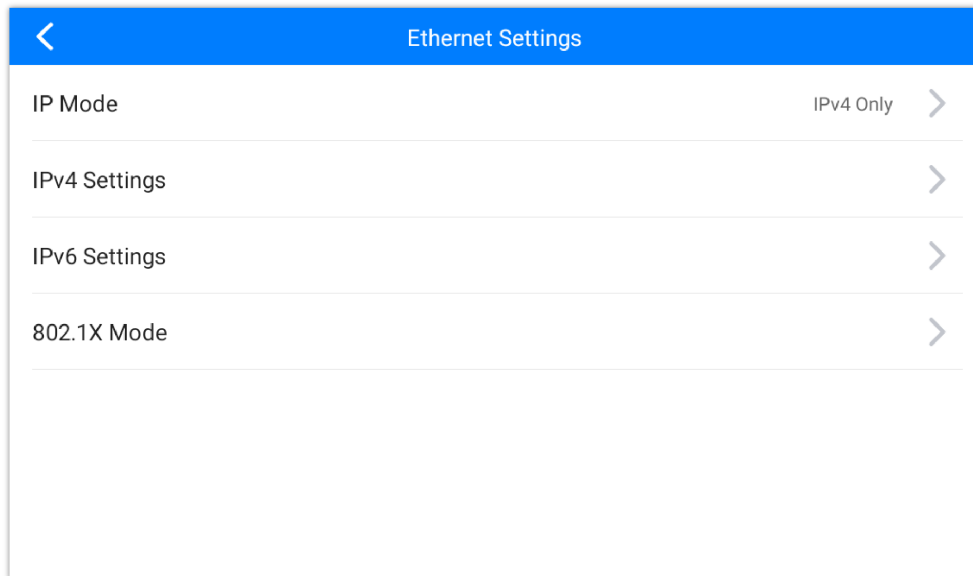 Ethernet Settings
IP Mode IPv4 Only
IPv4 Settings
IPv6 Settings
802.1X Mode